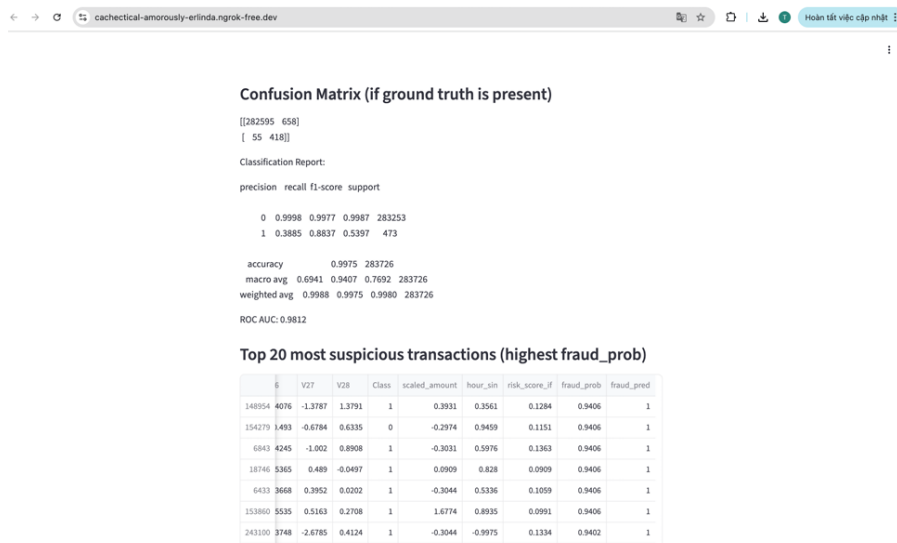 cachectical-amorously-erlinda.ngrok-free.dev
T
Hoàn tất việc cập nhật
Confusion Matrix (if ground truth is present)
[[282595 658]
[ 55 418]]
Classification Report:
precision recall f1-score support
0 0.9998 0.9977 0.9987 283253
1 0.3885 0.8837 0.5397 473
accuracy 0.9975 283726
macro avg 0.6941 0.9407 0.7692 283726
weighted avg 0.9988 0.9975 0.9980 283726
ROC AUC: 0.9812
Top 20 most suspicious transactions (highest fraud_prob)
6 V27 V28 Class scaled_amount hour_sin risk_score_if fraud_prob fraud_pred
148954 4076 -1.3787 1.3791 1 0.3931 0.3561 0.1284 0.9406 1
154279 .493 -0.6784 0.6335 0 -0.2974 0.9459 0.1151 0.9406 1
6843 4245 -1.002 0.8908 1 -0.3031 0.5976 0.1363 0.9406 1
18746 5365 0.489 -0.0497 1 0.0909 0.828 0.0909 0.9406 1
6433 3668 0.3952 0.0202 1 -0.3044 0.5336 0.1059 0.9406 1
153860 5535 0.5163 0.2708 1 1.6774 0.8935 0.0991 0.9406 1
243100 3748 -2.6785 0.4124 1 -0.3044 -0.9975 0.1334 0.9402 1